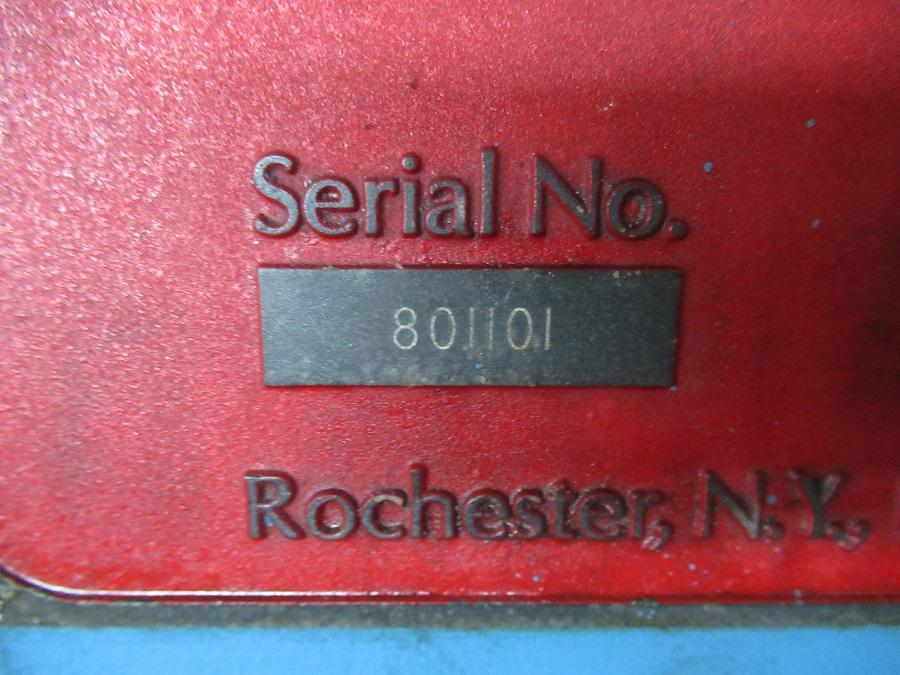 Serial No.
801101
Rochester, N.Y.,